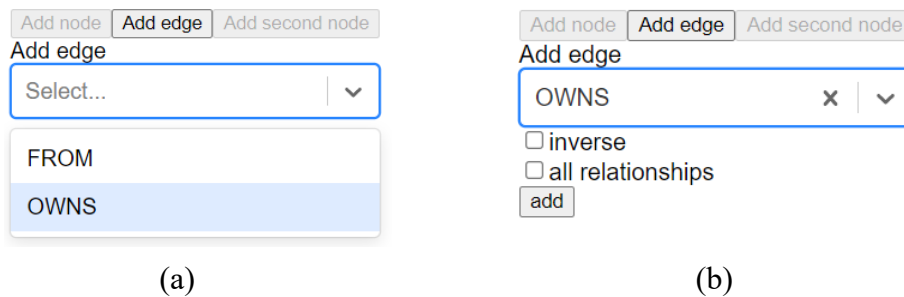 Add node Add edge Add second node
Add edge
Select...
FROM
OWNS
(a)
Add node Add edge Add second node
Add edge
OWNS
inverse
all relationships
add
(b)